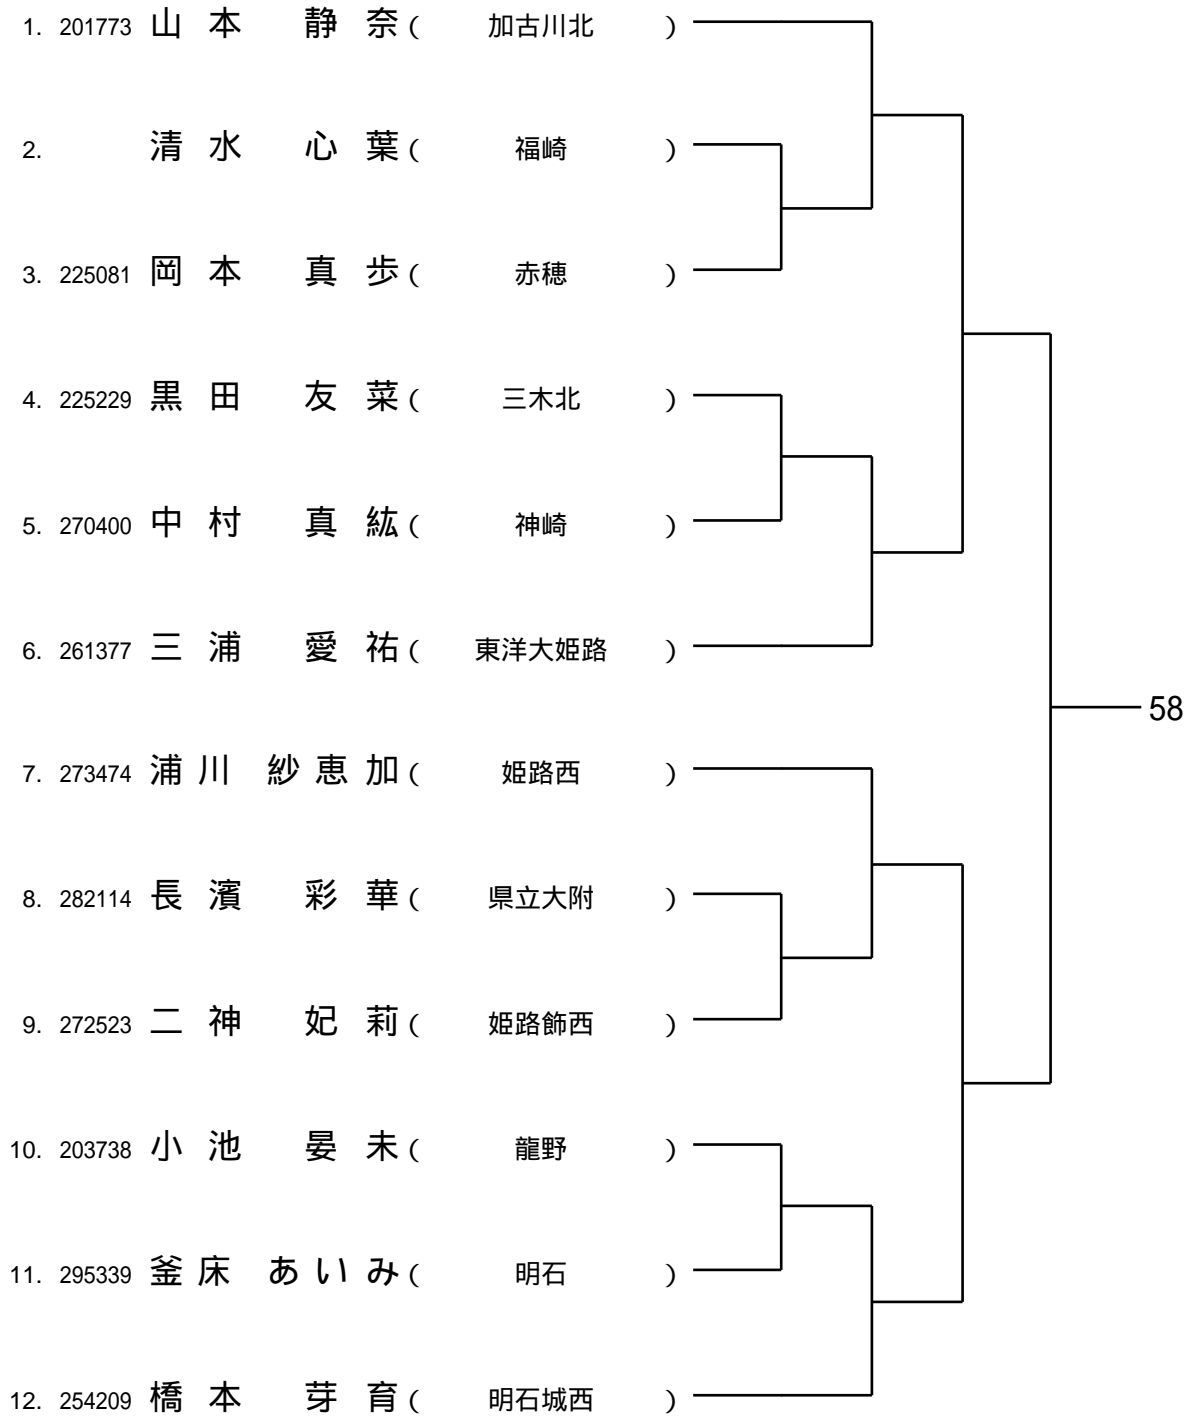 1. 201773 山本 静奈 ( 加古川北 )
2. 清水 心葉 ( 福崎 )
3. 225081 岡本 真歩 ( 赤穂 )
4. 225229 黒田 友菜 ( 三木北 )
5. 270400 中村 真紘 ( 神崎 )
6. 261377 三浦 愛祐 ( 東洋大姫路 )
58
7. 273474 浦川 紗恵加 ( 姫路西 )
8. 282114 長濱 彩華 ( 県立大附 )
9. 272523 二神 妃莉 ( 姫路飾西 )
10. 203738 小池 晏未 ( 龍野 )
11. 295339 釜床 あいみ ( 明石 )
12. 254209 橋本 芽育 ( 明石城西 )